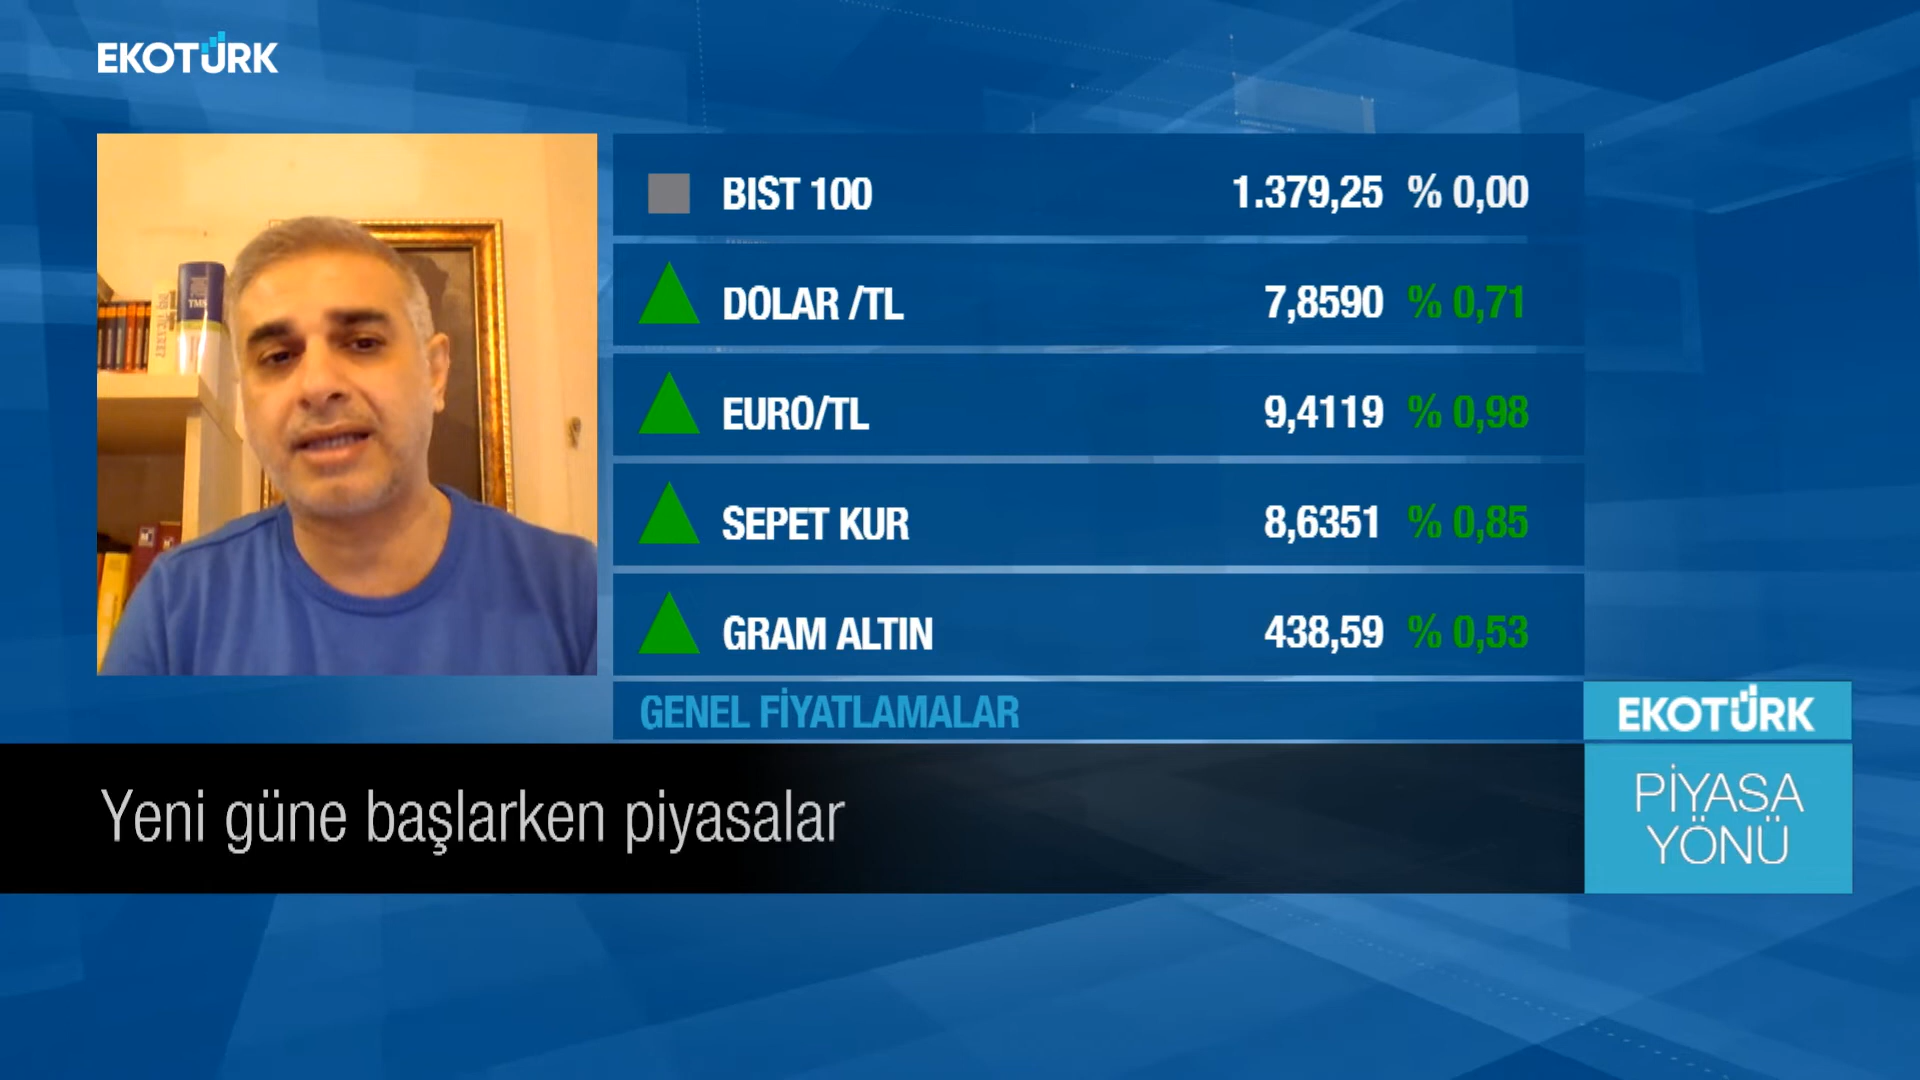 EKOTÜRK
TMS
BIST 100 1.379,25 % 0,00
DOLAR /TL 7,8590 % 0,71
EURO/TL 9,4119 % 0,98
SEPET KUR 8,6351 % 0,85
GRAM ALTIN 438,59 % 0,53
GENEL FİYATLAMALAR
EKOTÜRK
Yeni güne başlarken piyasalar
PİYASA
YÖNÜ